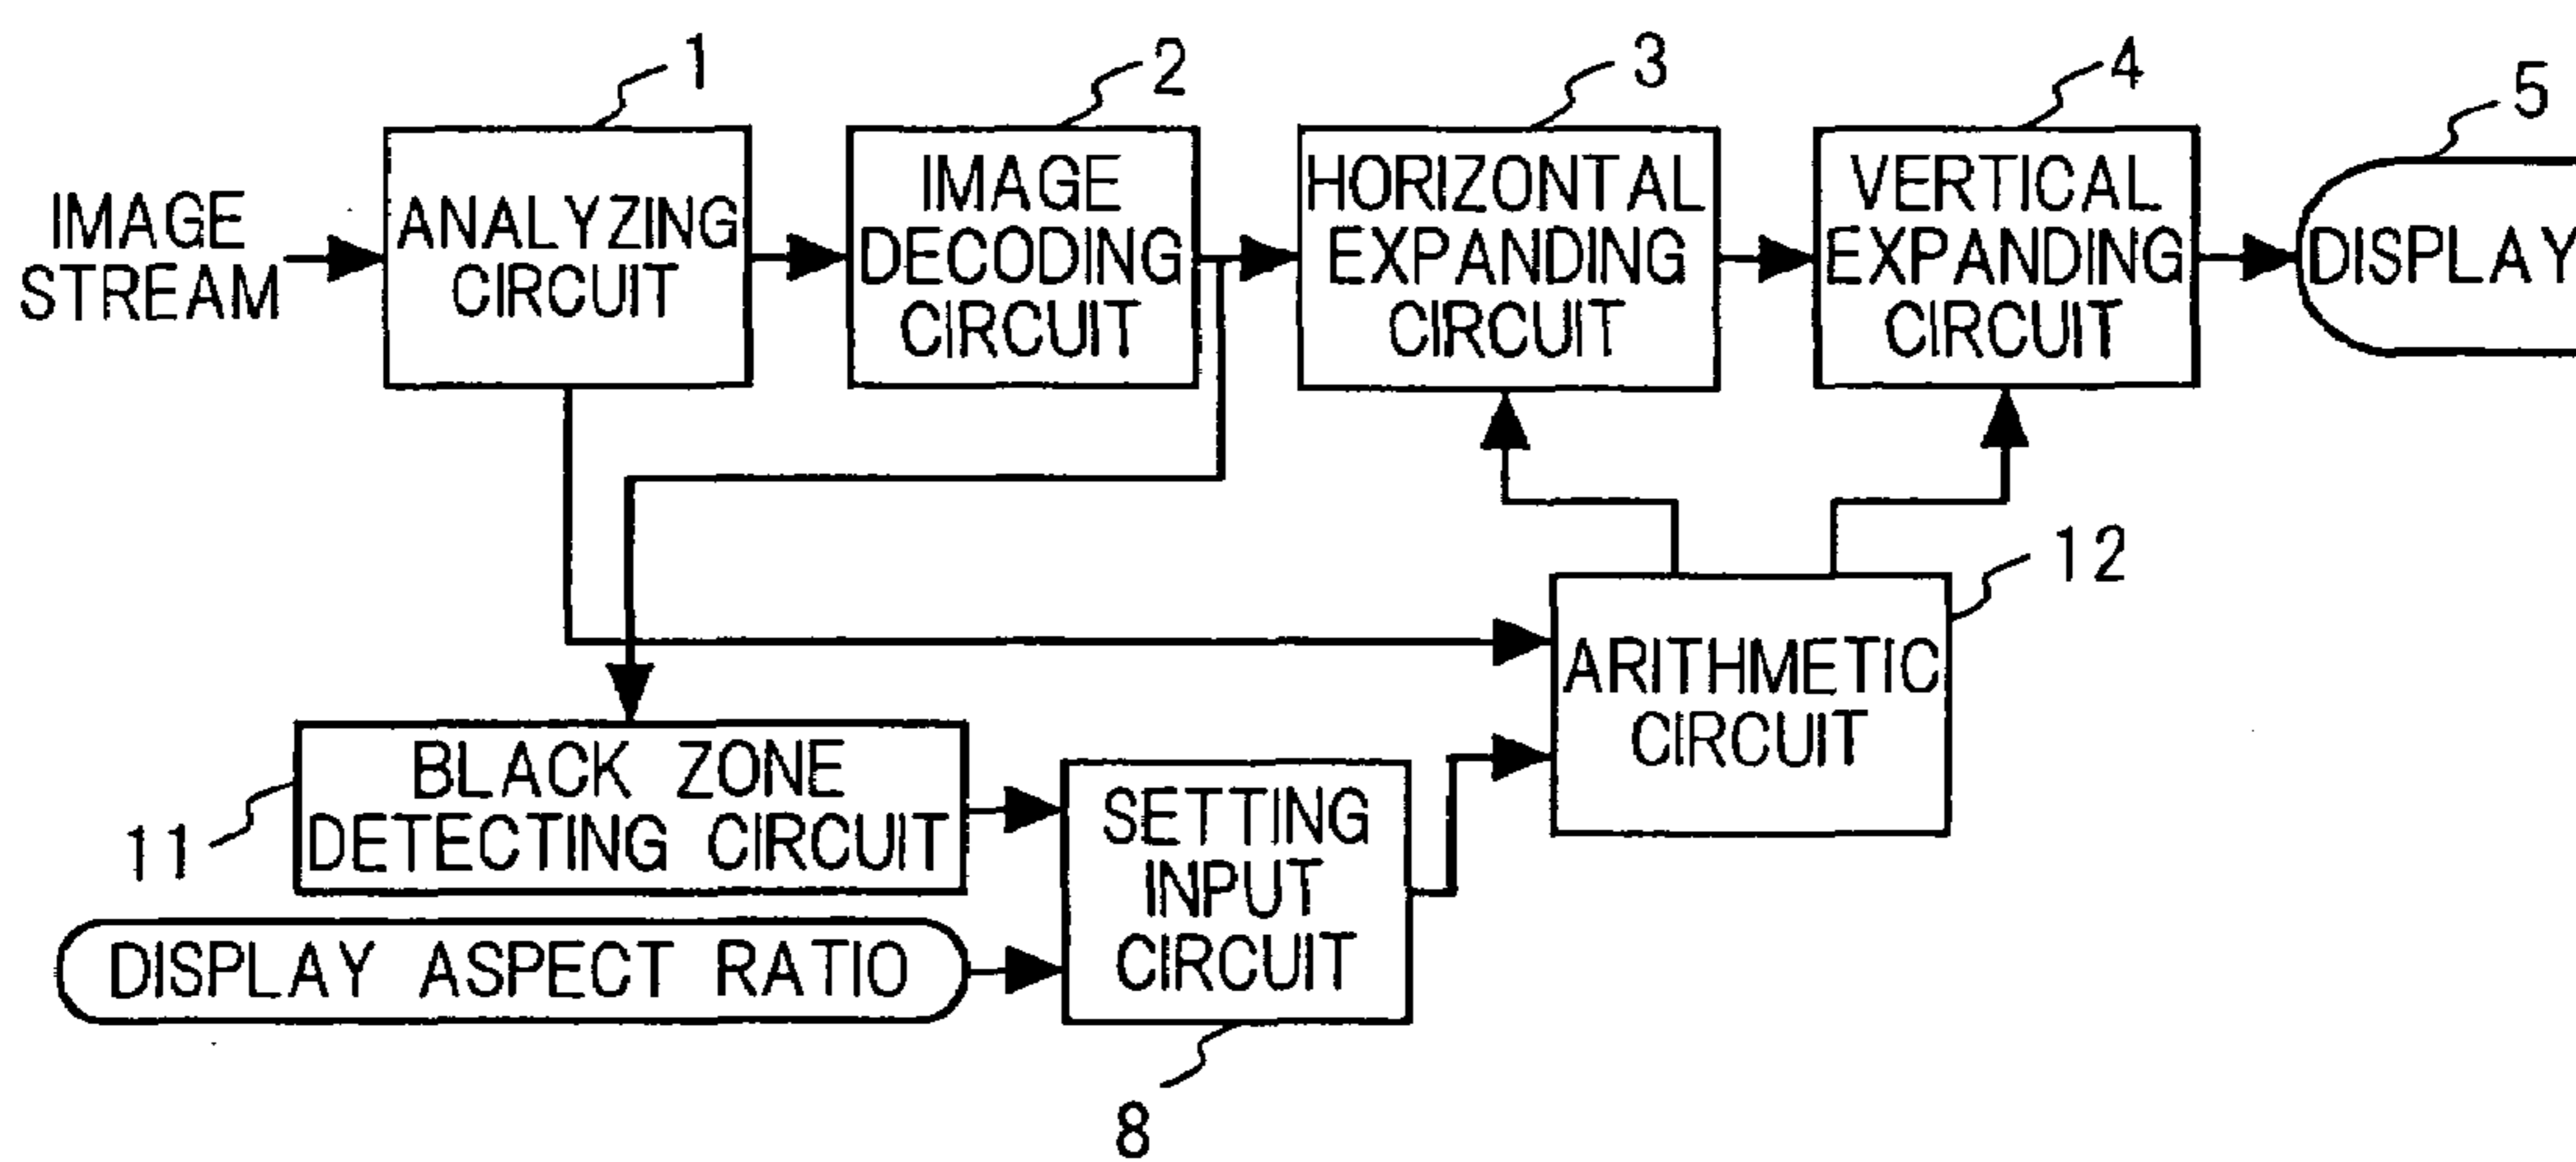 1
2
3
4
5
IMAGE
STREAM
ANALYZING
CIRCUIT
IMAGE
DECODING
CIRCUIT
HORIZONTAL
EXPANDING
CIRCUIT
VERTICAL
EXPANDING
CIRCUIT
DISPLAY
12
ARITHMETIC
CIRCUIT
11
BLACK ZONE
DETECTING CIRCUIT
SETTING
INPUT
CIRCUIT
DISPLAY ASPECT RATIO
8